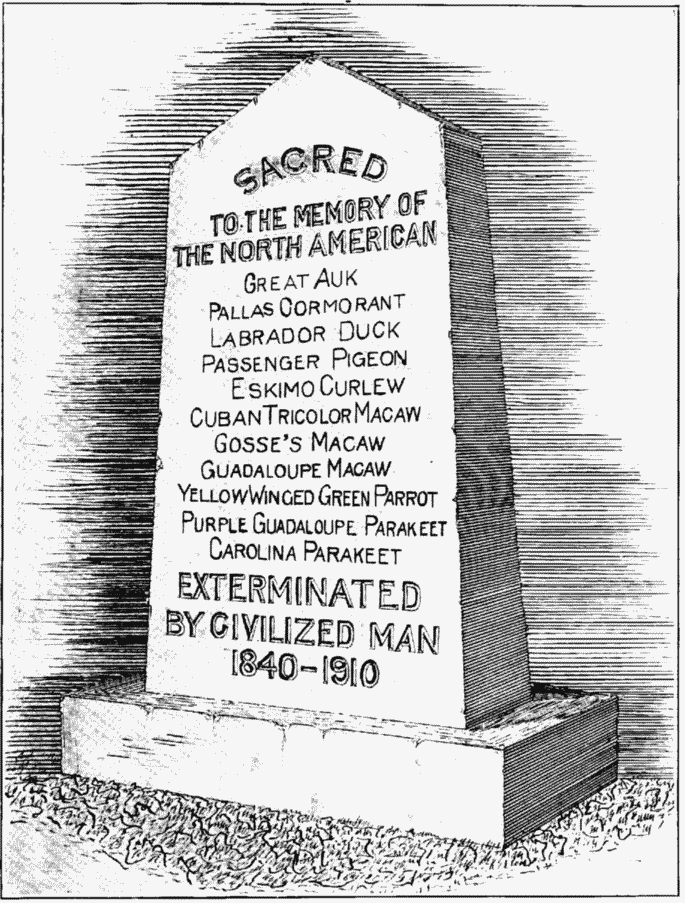 SACRED
TO THE MEMORY OF
THE NORTH AMERICAN
GREAT AUK
PALLAS CORMORANT
LABRADOR DUCK
PASSENGER PIGEON
ESKIMO CURLEW
CUBAN TRICOLOR MACAW
GOSSE'S MACAW
GUADALOUPE MACAW
YELLOW WINGED GREEN PARROT
PURPLE GUADALOUPE PARAKEET
CAROLINA PARAKEET
EXTERMINATED
BY CIVILIZED MAN
1840-1910